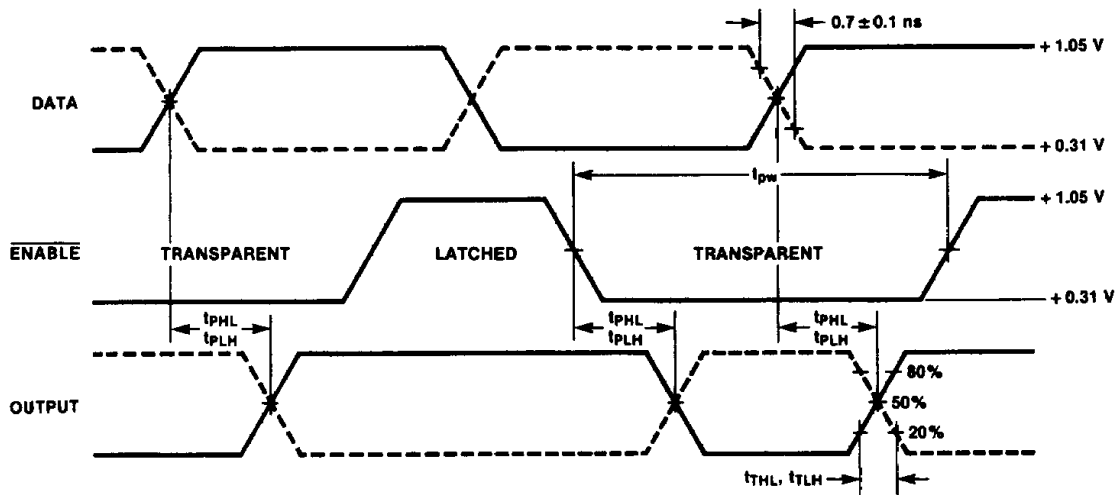 0.7 ± 0.1 ns
+ 1.05 V
DATA
+ 0.31 V
tpw
+ 1.05 V
ENABLE
TRANSPARENT
LATCHED
TRANSPARENT
+ 0.31 V
tPHL
tPLH
tPHL
tPLH
tPHL
tPLH
80%
OUTPUT
50%
20%
tTHL, tTLH